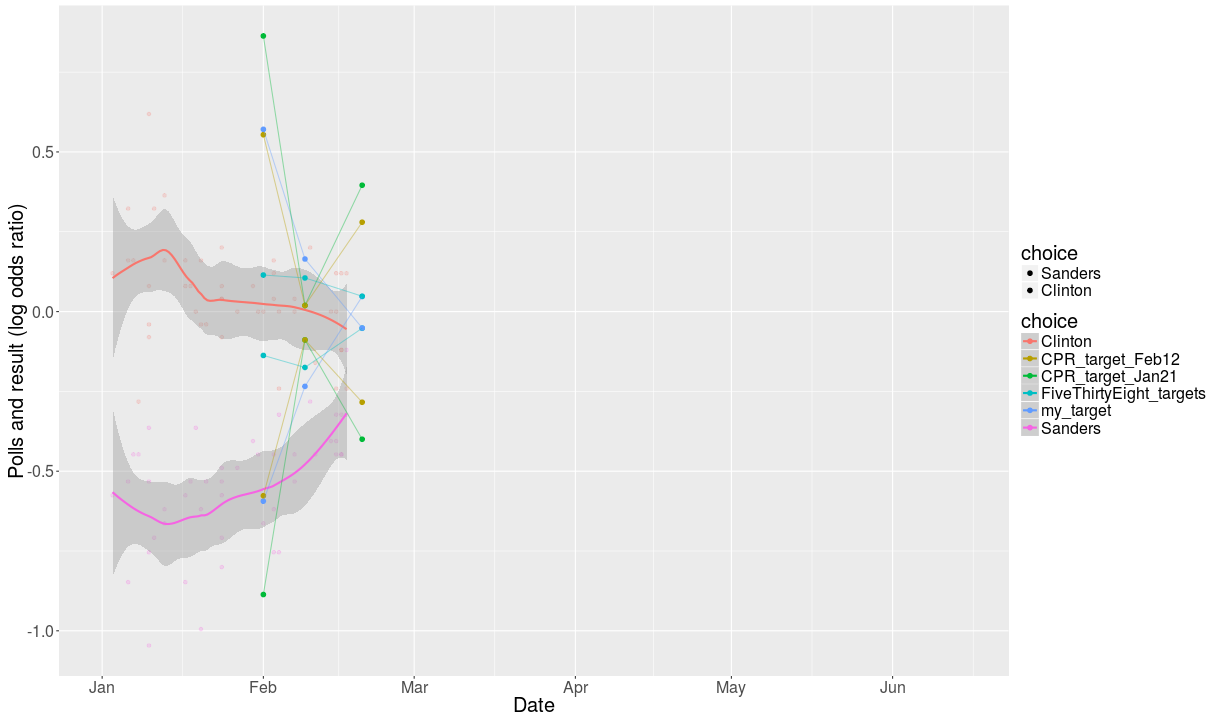 Polls and result (log odds ratio)
0.5
0.0
-0.5
-1.0
Jan
Feb
Mar
Apr
May
Jun
Date
choice
Sanders
Clinton
choice
Clinton
CPR_target_Feb12
CPR_target_Jan21
FiveThirtyEight_targets
my_target
Sanders